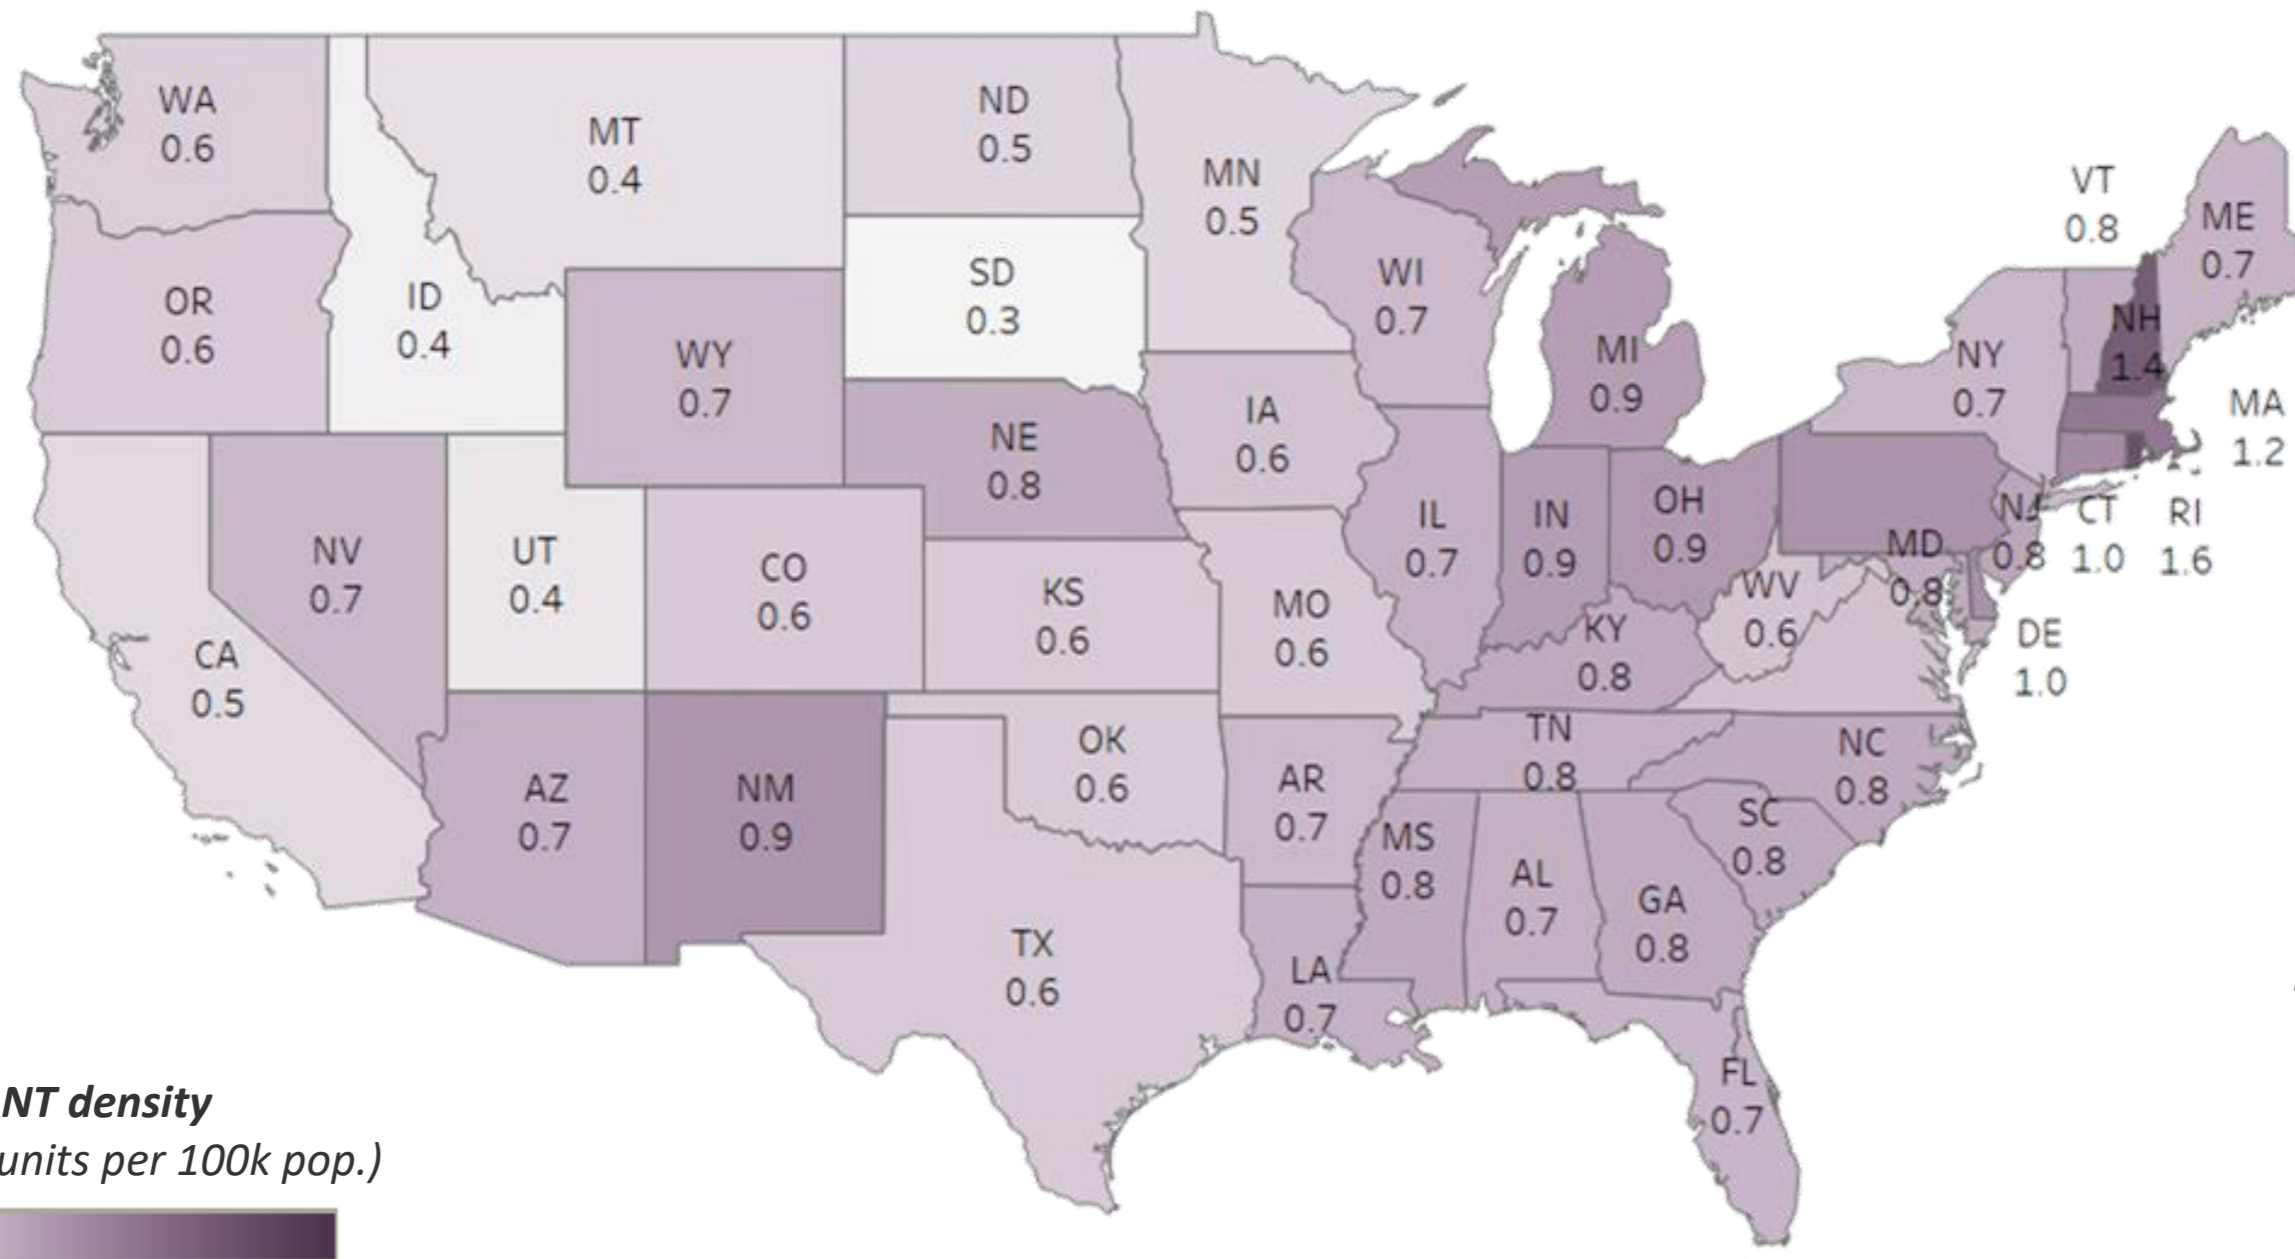 WA
0.6
MT
0.4
ND
0.5
MN
0.5
VT
0.8
ME
0.7
OR
0.6
ID
0.4
WY
0.7
SD
0.3
WI
0.7
MI
0.9
NY
0.7
NH
1.4
MA
1.2
NE
0.8
IA
0.6
NV
0.7
UT
0.4
CO
0.6
KS
0.6
MO
0.6
IL
0.7
IN
0.9
OH
0.9
MD
0.8
NJ
0.8
CT
1.0
RI
1.6
WV
0.6
DE
1.0
CA
0.5
KY
0.8
AZ
0.7
NM
0.9
OK
0.6
AR
0.7
TN
0.8
NC
0.8
SC
0.8
MS
0.8
AL
0.7
GA
0.8
TX
0.6
LA
0.7
FL
0.7
NT density
units per 100k pop.)